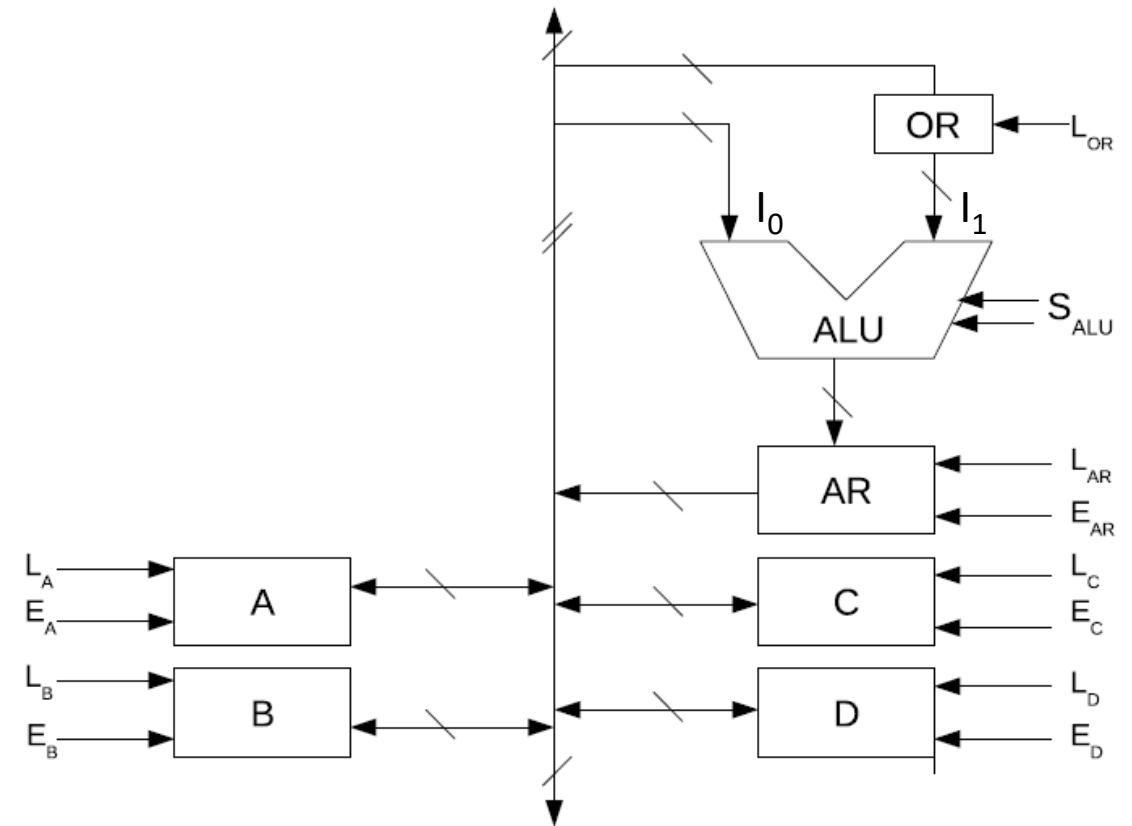 OR
L_OR
I_0
I_1
S_ALU
ALU
L_AR
AR
E_AR
L_A
A
E_A
L_C
C
E_C
L_B
B
E_B
L_D
D
E_D